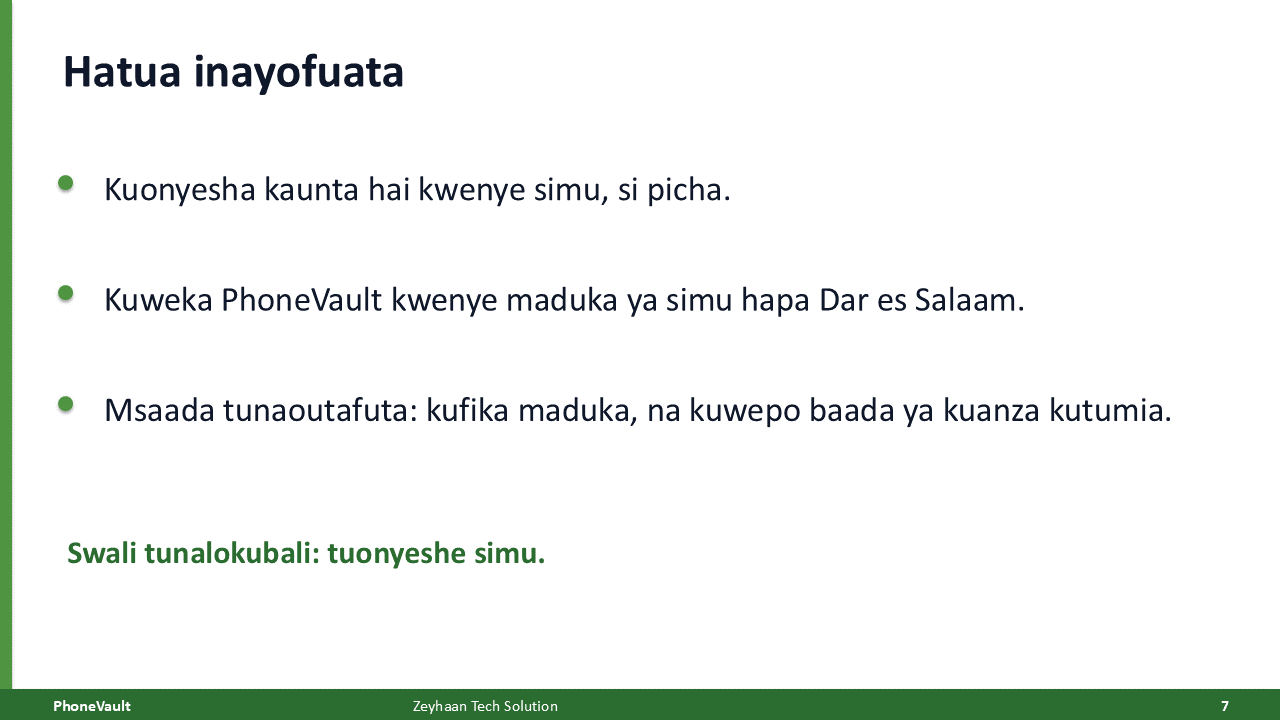 Hatua inayofuata
Kuonyesha kaunta hai kwenye simu, si picha.
Kuweka PhoneVault kwenye maduka ya simu hapa Dar es Salaam.
Msaada tunaoutafuta: kufika maduka, na kuwepo baada ya kuanza kutumia.
Swali tunalokubali: tuonyeshe simu.
PhoneVault Zeyhaan Tech Solution 7